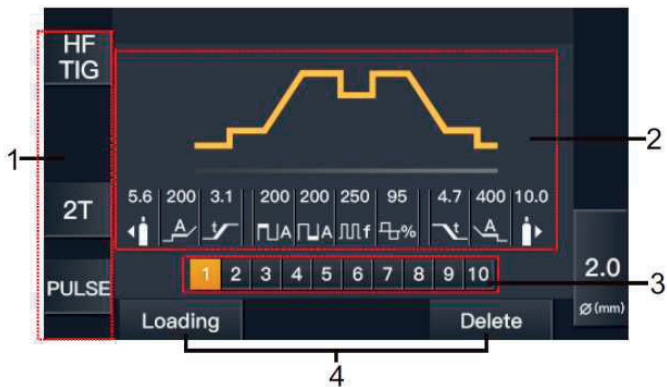 HF
TIG
1
2
5.6 200 3.1 200 200 250 95 4.7 400 10.0
A t A A f % t A
2T
1 2 3 4 5 6 7 8 9 10
3
2.0
PULSE
Ø (mm)
Loading Delete
4